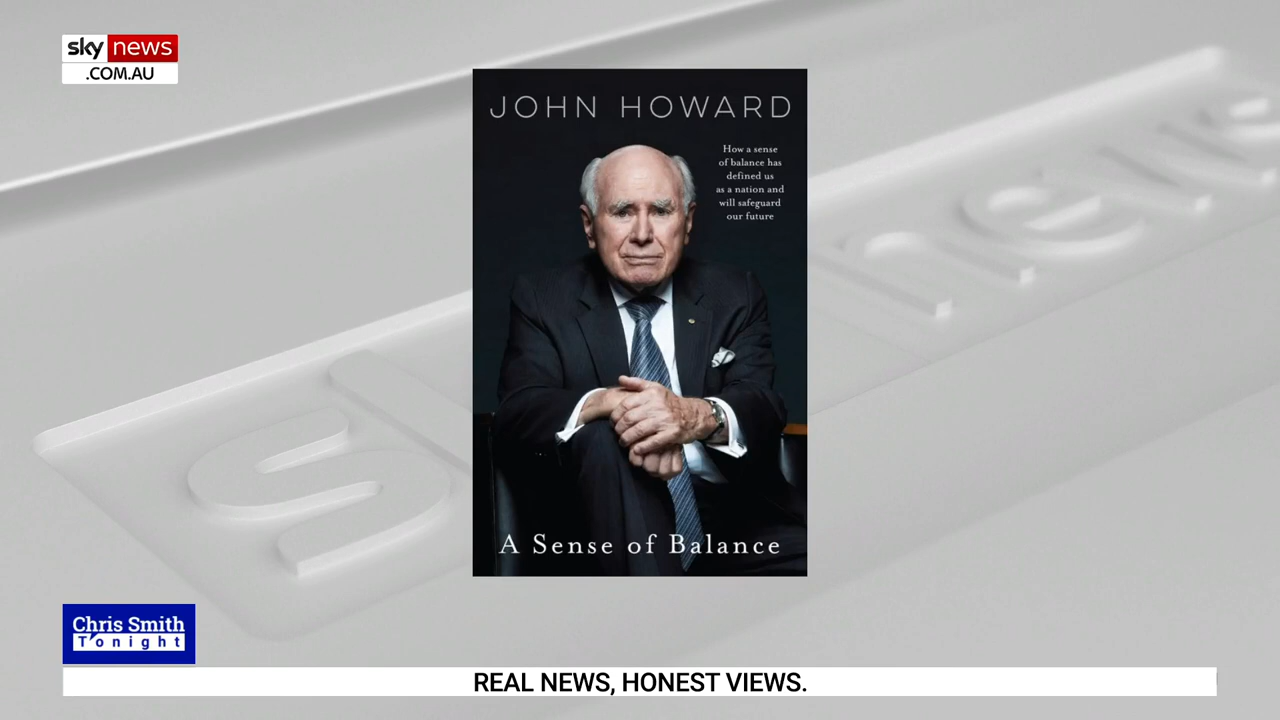 sky news
.COM.AU
JOHN HOWARD
How a sense
of balance has
defined us
as a nation and
will safeguard
our future
A Sense of Balance
Chris Smith
Tonight
REAL NEWS, HONEST VIEWS.